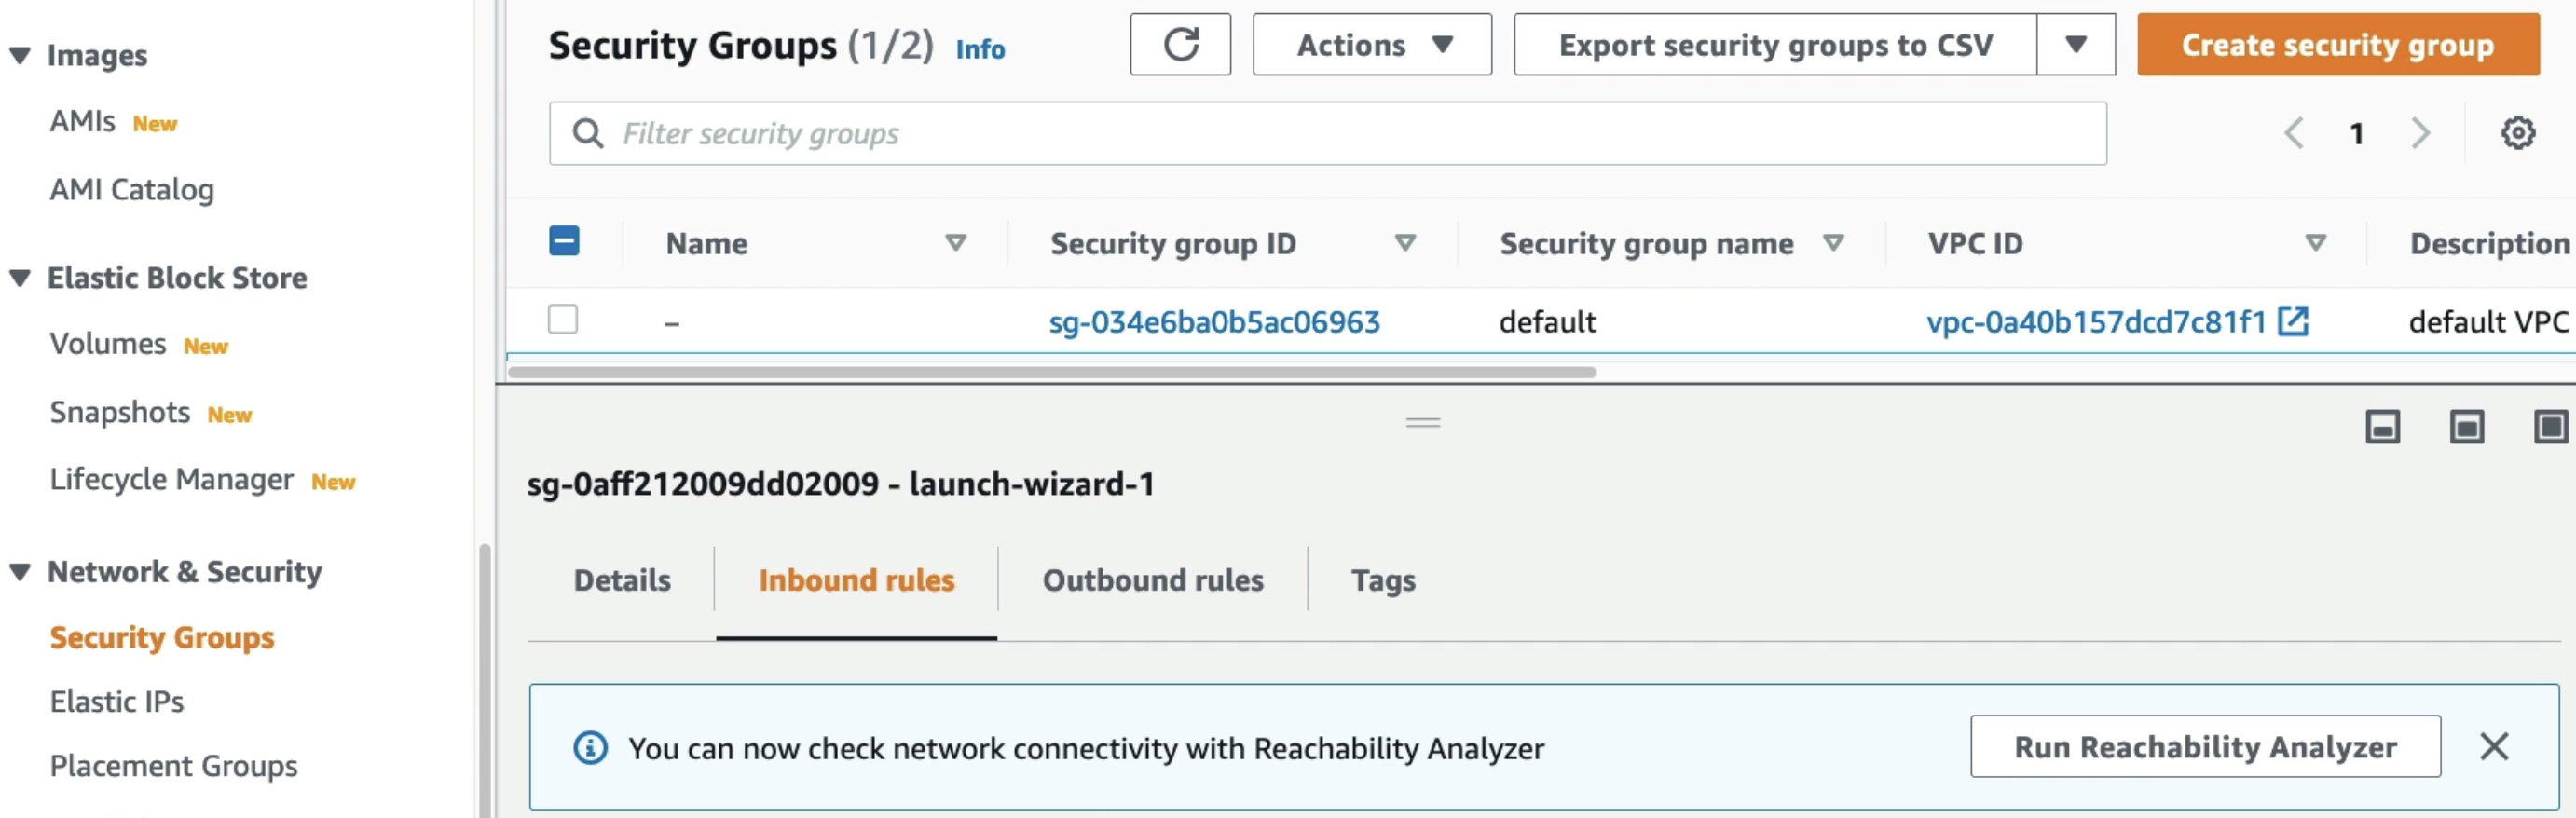 Images
AMIs New
AMI Catalog
Elastic Block Store
Volumes New
Snapshots New
Lifecycle Manager New
Network & Security
Security Groups
Elastic IPs
Placement Groups
Security Groups (1/2) Info
Actions
Export security groups to CSV
Create security group
Filter security groups
1
Name Security group ID Security group name VPC ID Description
– sg-034e6ba0b5ac06963 default vpc-0a40b157dcd7c81f1 default VPC
sg-0aff212009dd02009 - launch-wizard-1
Details Inbound rules Outbound rules Tags
You can now check network connectivity with Reachability Analyzer
Run Reachability Analyzer